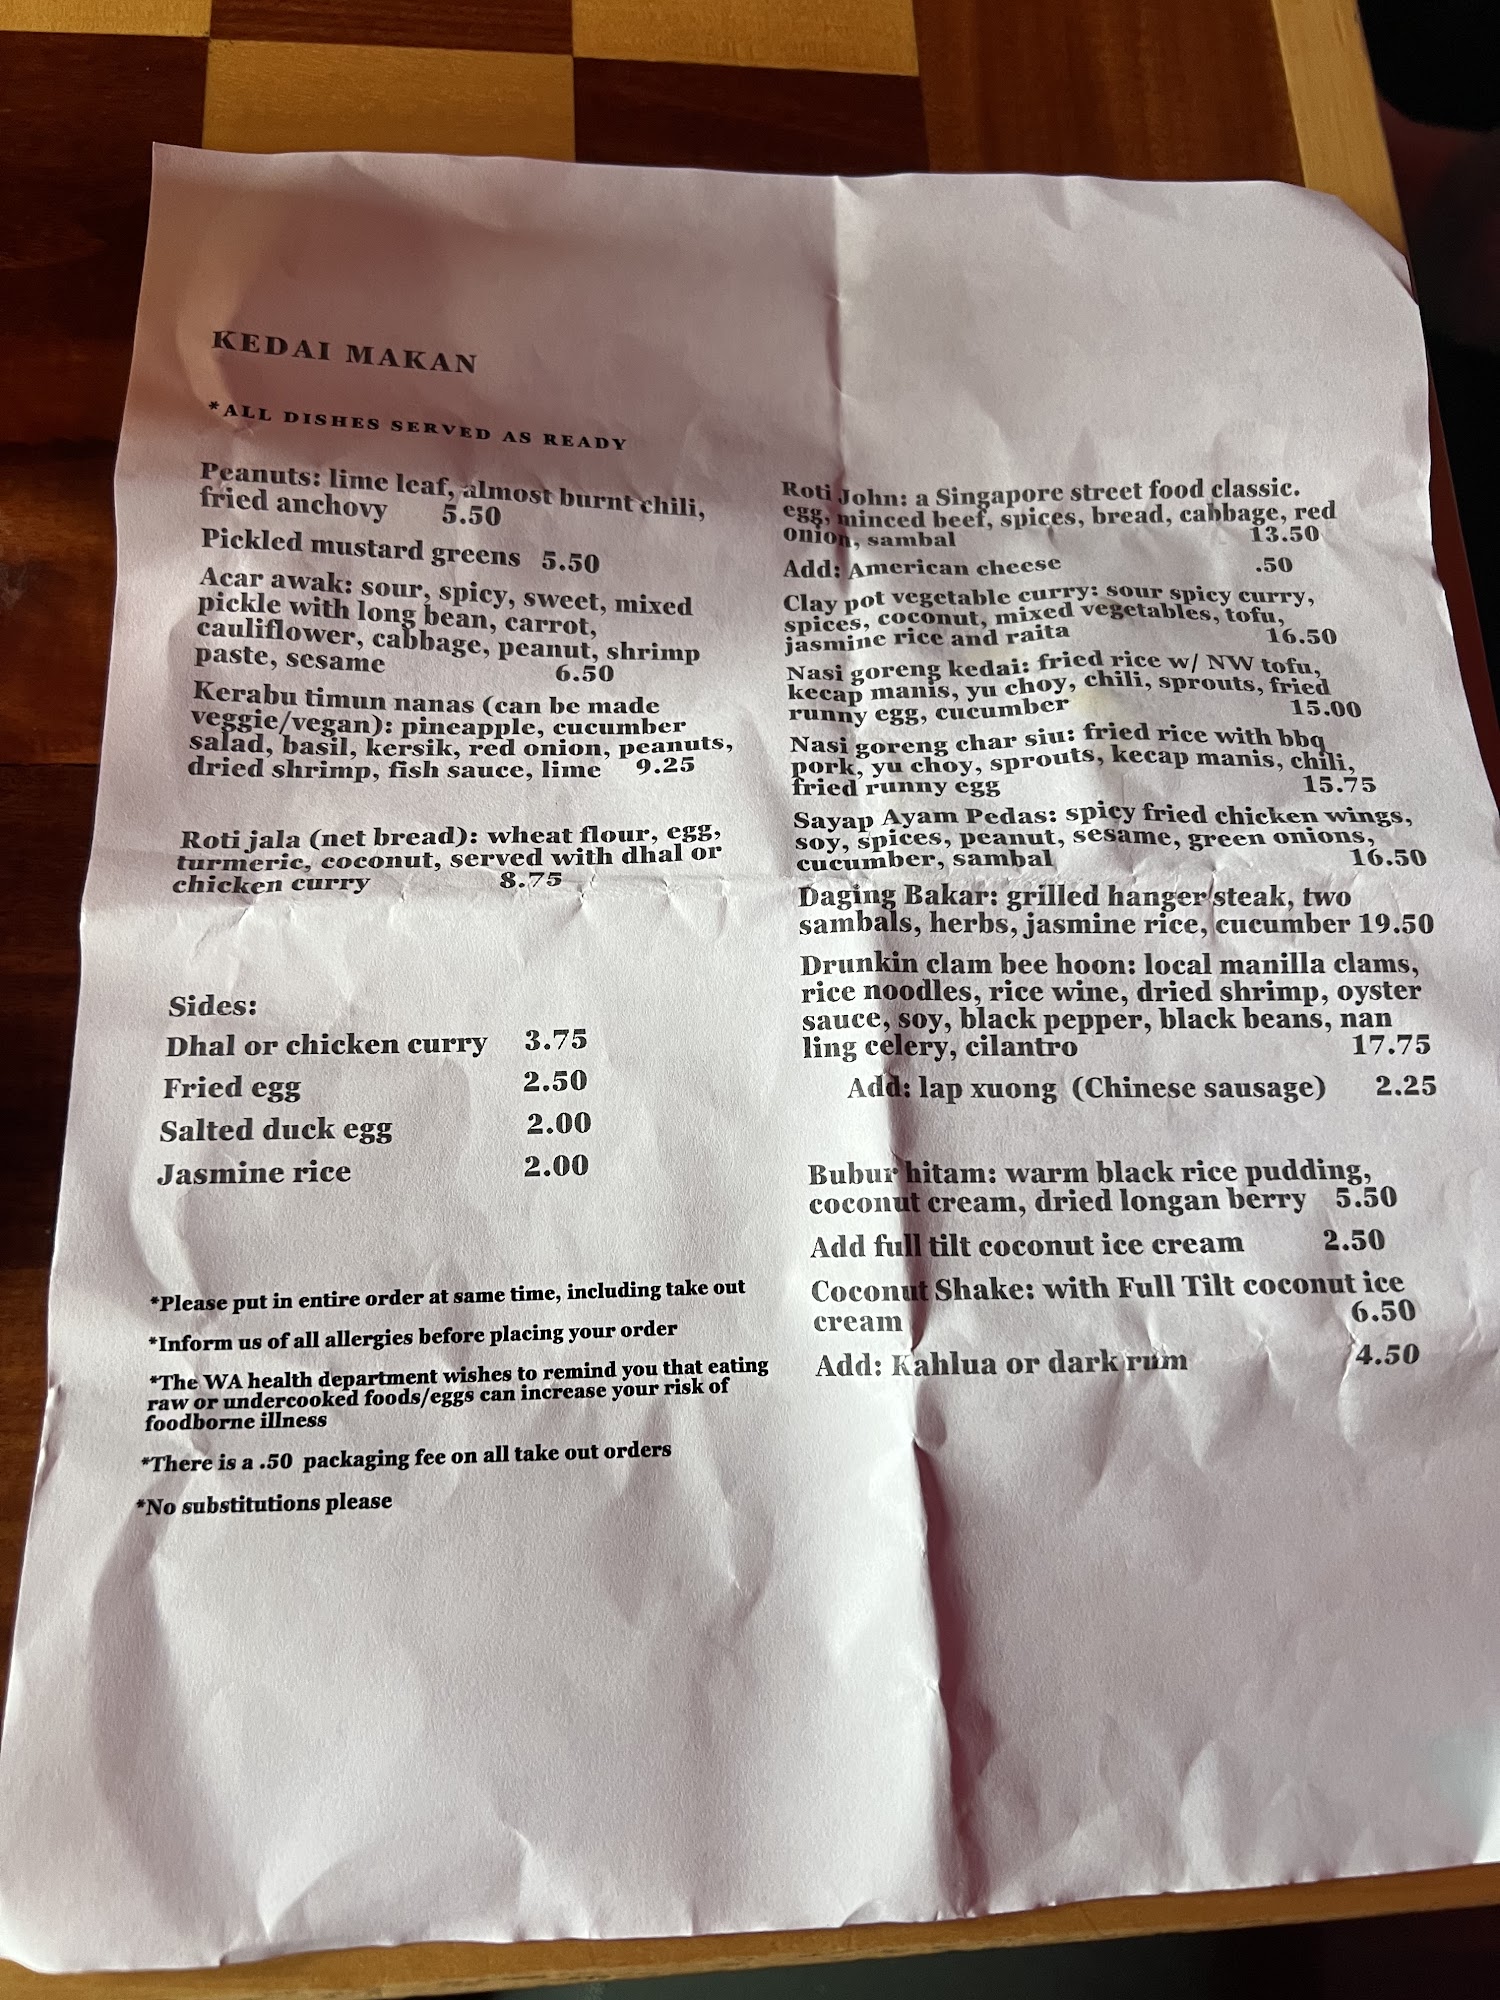 KEDAI MAKAN
*ALL DISHES SERVED AS READY
Peanuts: lime leaf, almost burnt chili,
fried anchovy 5.50
Pickled mustard greens 5.50
Acar awak: sour, spicy, sweet, mixed
pickle with long bean, carrot,
cauliflower, cabbage, peanut, shrimp
paste, sesame 6.50
Kerabu timun nanas (can be made
veggie/vegan): pineapple, cucumber
salad, basil, kersik, red onion, peanuts,
dried shrimp, fish sauce, lime 9.25
Roti jala (net bread): wheat flour, egg,
turmeric, coconut, served with dhal or
chicken curry 8.75
Sides:
Dhal or chicken curry 3.75
Fried egg 2.50
Salted duck egg 2.00
Jasmine rice 2.00
*Please put in entire order at same time, including take out
*Inform us of all allergies before placing your order
*The WA health department wishes to remind you that eating
raw or undercooked foods/eggs can increase your risk of
foodborne illness
*There is a .50 packaging fee on all take out orders
*No substitutions please
Roti John: a Singapore street food classic.
egg, minced beef, spices, bread, cabbage, red
onion, sambal 13.50
Add: American cheese .50
Clay pot vegetable curry: sour spicy curry,
spices, coconut, mixed vegetables, tofu,
jasmine rice and raita 16.50
Nasi goreng kedai: fried rice w/ NW tofu,
kecap manis, yu choy, chili, sprouts, fried
runny egg, cucumber 15.00
Nasi goreng char siu: fried rice with bbq
pork, yu choy, sprouts, kecap manis, chili,
fried runny egg 15.75
Sayap Ayam Pedas: spicy fried chicken wings,
soy, spices, peanut, sesame, green onions,
cucumber, sambal 16.50
Daging Bakar: grilled hanger steak, two
sambals, herbs, jasmine rice, cucumber 19.50
Drunkin clam bee hoon: local manilla clams,
rice noodles, rice wine, dried shrimp, oyster
sauce, soy, black pepper, black beans, nan
ling celery, cilantro 17.75
Add: lap xuong (Chinese sausage) 2.25
Bubur hitam: warm black rice pudding,
coconut cream, dried longan berry 5.50
Add full tilt coconut ice cream 2.50
Coconut Shake: with Full Tilt coconut ice
cream 6.50
Add: Kahlua or dark rum 4.50